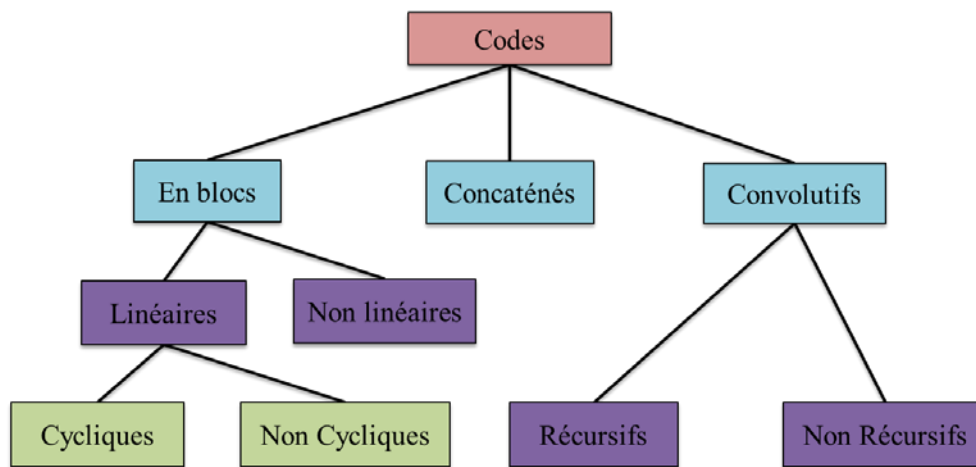 Codes
En blocs
Concaténés
Convolutifs
Linéaires
Non linéaires
Cycliques
Non Cycliques
Récursifs
Non Récursifs